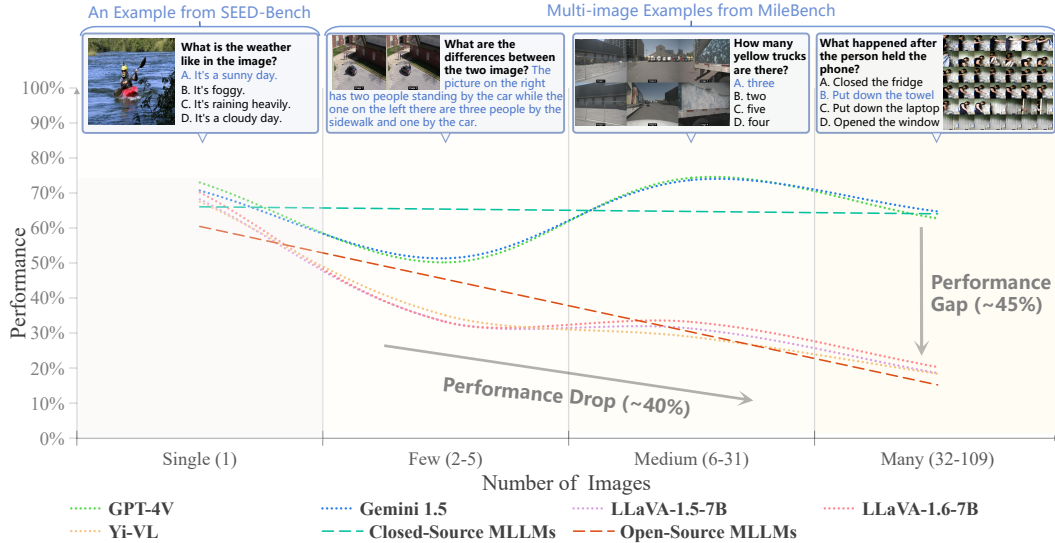 An Example from SEED-Bench
Multi-image Examples from MileBench
What is the weather
like in the image?
A. It's a sunny day.
B. It's foggy.
C. It's raining heavily.
D. It's a cloudy day.
What are the
differences between
the two image? The
picture on the right
has two people standing by the car while the
one on the left there are three people by the
sidewalk and one by the car.
How many
yellow trucks
are there?
A. three
B. two
C. five
D. four
What happened after
the person held the
phone?
A. Closed the fridge
B. Put down the towel
C. Put down the laptop
D. Opened the window
Performance
100%
90%
80%
70%
60%
50%
40%
30%
20%
10%
0%
Performance
Gap (~45%)
Performance Drop (~40%)
Single (1)
Few (2-5)
Medium (6-31)
Many (32-109)
Number of Images
GPT-4V
Gemini 1.5
LLaVA-1.5-7B
LLaVA-1.6-7B
Yi-VL
Closed-Source MLLMs
Open-Source MLLMs